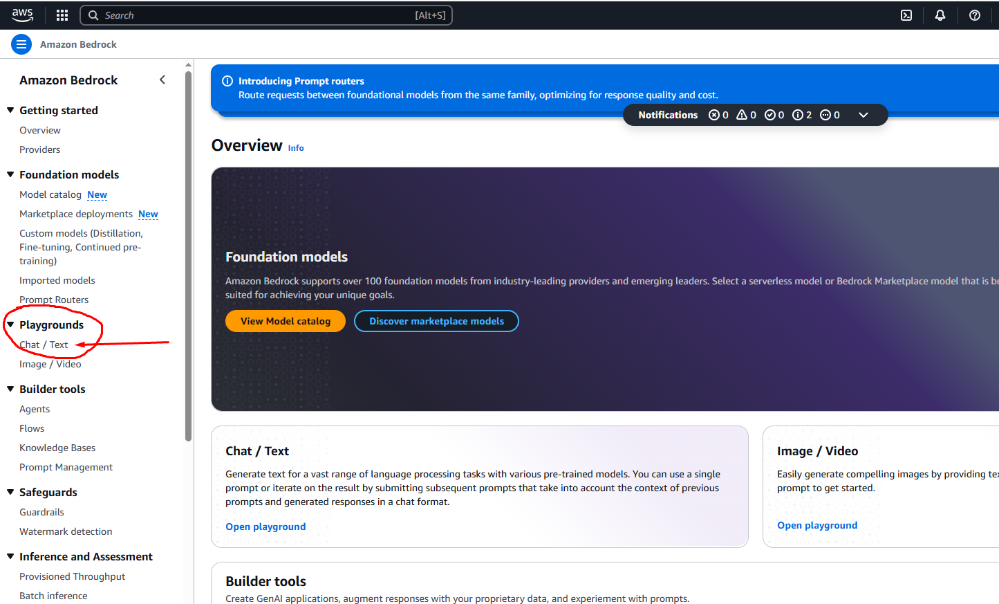 aws
Search
[Alt+S]
Amazon Bedrock
Amazon Bedrock
Getting started
Overview
Providers
Foundation models
Model catalog New
Marketplace deployments New
Custom models (Distillation,
Fine-tuning, Continued pre-
training)
Imported models
Prompt Routers
Playgrounds
Chat / Text
Image / Video
Builder tools
Agents
Flows
Knowledge Bases
Prompt Management
Safeguards
Guardrails
Watermark detection
Inference and Assessment
Provisioned Throughput
Batch inference
Introducing Prompt routers
Route requests between foundational models from the same family, optimizing for response quality and cost.
Notifications 0 0 0 2 0
Overview Info
Foundation models
Amazon Bedrock supports over 100 foundation models from industry-leading providers and emerging leaders. Select a serverless model or Bedrock Marketplace model that is be
suited for achieving your unique goals.
View Model catalog
Discover marketplace models
Chat / Text
Generate text for a vast range of language processing tasks with various pre-trained models. You can use a single
prompt or iterate on the result by submitting subsequent prompts that take into account the context of previous
prompts and generated responses in a chat format.
Open playground
Image / Video
Easily generate compelling images by providing te
prompt to get started.
Open playground
Builder tools
Create GenAI applications, augment responses with your proprietary data, and experiement with prompts.